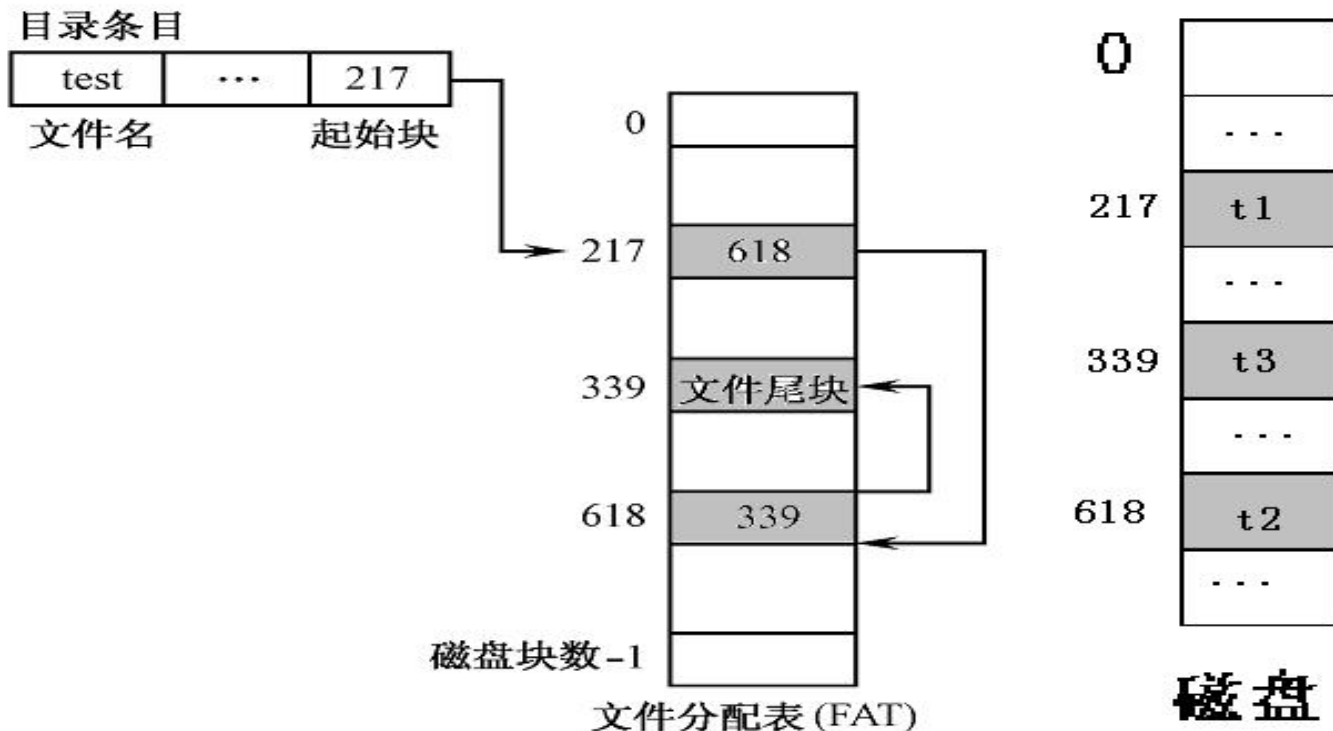 目录条目
test … 217
文件名 起始块
0
217 618
339 文件尾块
618 339
磁盘块数-1
文件分配表(FAT)
0
...
217 t1
...
339 t3
...
618 t2
...
磁盘